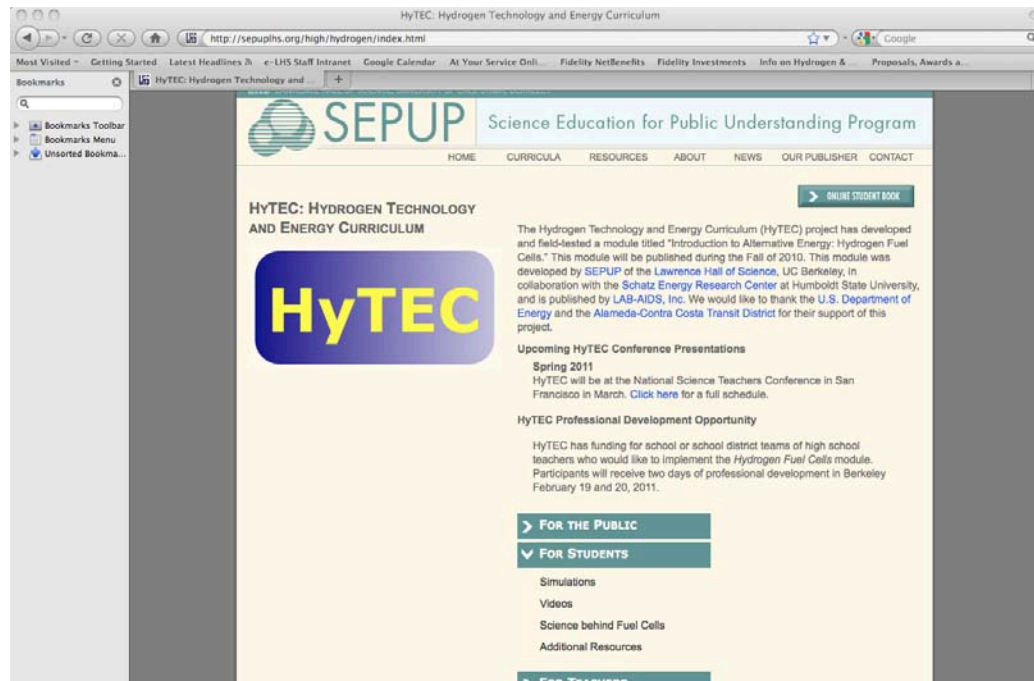 HyTEC: Hydrogen Technology and Energy Curriculum
http://sepuplhs.org/high/hydrogen/index.html
Google
Most Visited
Getting Started
Latest Headlines
e-LHS Staff Intranet
Google Calendar
At Your Service Onli...
Fidelity NetBenefits
Fidelity Investments
Info on Hydrogen & ...
Proposals, Awards a...
Bookmarks
HyTEC: Hydrogen Technology and ...
Bookmarks Toolbar
Bookmarks Menu
Unsorted Bookma...
SEPUP
Science Education for Public Understanding Program
HOME
CURRICULA
RESOURCES
ABOUT
NEWS
OUR PUBLISHER
CONTACT
ONLINE STUDENT BOOK
HYTEC: HYDROGEN TECHNOLOGY
AND ENERGY CURRICULUM
HyTEC
The Hydrogen Technology and Energy Curriculum (HyTEC) project has developed
and field-tested a module titled "Introduction to Alternative Energy: Hydrogen Fuel
Cells." This module will be published during the Fall of 2010. This module was
developed by SEPUP of the Lawrence Hall of Science, UC Berkeley, in
collaboration with the Schatz Energy Research Center at Humboldt State University,
and is published by LAB-AIDS, Inc. We would like to thank the U.S. Department of
Energy and the Alameda-Contra Costa Transit District for their support of this
project.
Upcoming HyTEC Conference Presentations
Spring 2011
HyTEC will be at the National Science Teachers Conference in San
Francisco in March. Click here for a full schedule.
HyTEC Professional Development Opportunity
HyTEC has funding for school or school district teams of high school
teachers who would like to implement the Hydrogen Fuel Cells module.
Participants will receive two days of professional development in Berkeley
February 19 and 20, 2011.
FOR THE PUBLIC
FOR STUDENTS
Simulations
Videos
Science behind Fuel Cells
Additional Resources
FOR TEACHERS